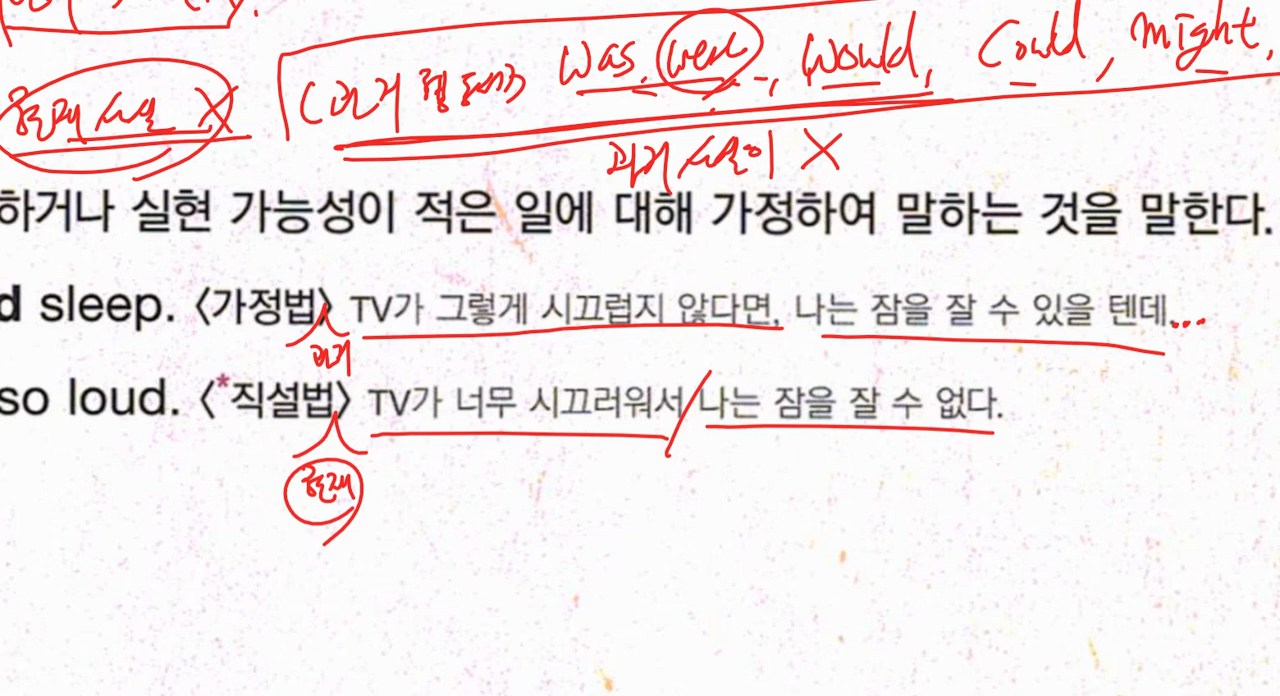 (과거형 동사 was, were, would, could, might,
현재 사실 X
과거 사실이 X
하거나 실현 가능성이 적은 일에 대해 가정하여 말하는 것을 말한다.
d sleep. 〈가정법〉 TV가 그렇게 시끄럽지 않다면, 나는 잠을 잘 수 있을 텐데...
과거
so loud. 〈*직설법〉 TV가 너무 시끄러워서 / 나는 잠을 잘 수 없다.
현재